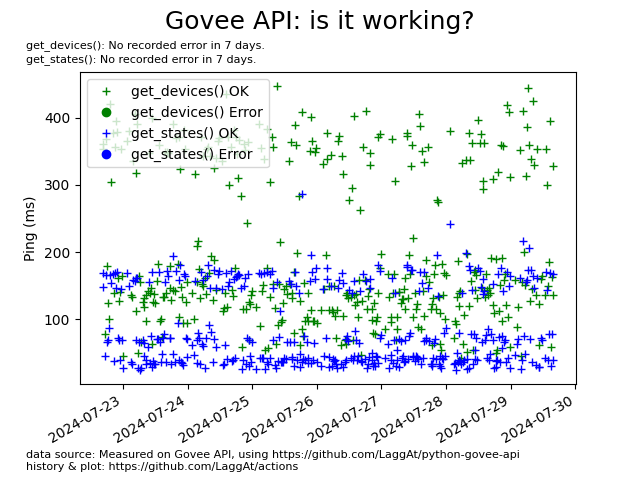 Govee API: is it working?
get_devices(): No recorded error in 7 days.
get_states(): No recorded error in 7 days.
get_devices() OK
get_devices() Error
get_states() OK
get_states() Error
400
300
200
100
Ping (ms)
2024-07-23
2024-07-24
2024-07-25
2024-07-26
2024-07-27
2024-07-28
2024-07-29
2024-07-30
data source: Measured on Govee API, using https://github.com/LaggAt/python-govee-api
history & plot: https://github.com/LaggAt/actions